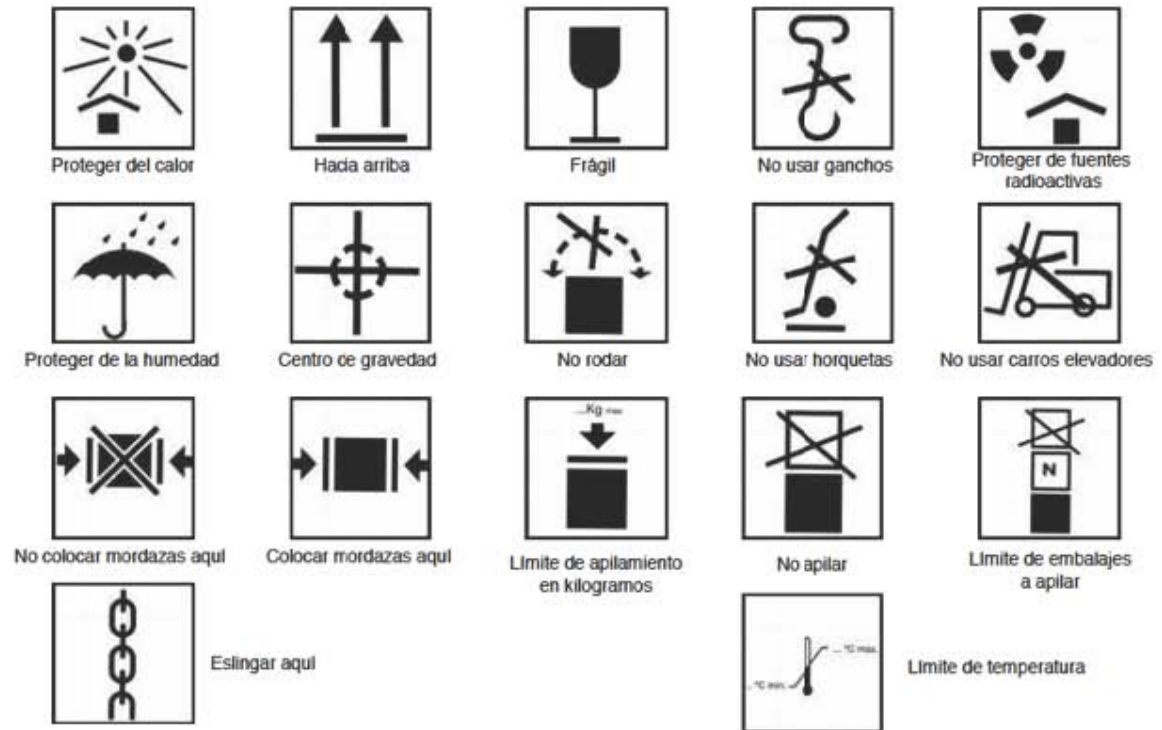 Proteger del calor
Hacia arriba
Frágil
No usar ganchos
Proteger de fuentes
radioactivas
Proteger de la humedad
Centro de gravedad
No rodar
No usar horquetas
No usar carros elevadores
...Kg max
No colocar mordazas aquí
Colocar mordazas aquí
Límite de apilamiento
en kilogramos
No apilar
N
Límite de embalajes
a apilar
Eslingar aquí
... ºC max.
... ºC min.
Límite de temperatura